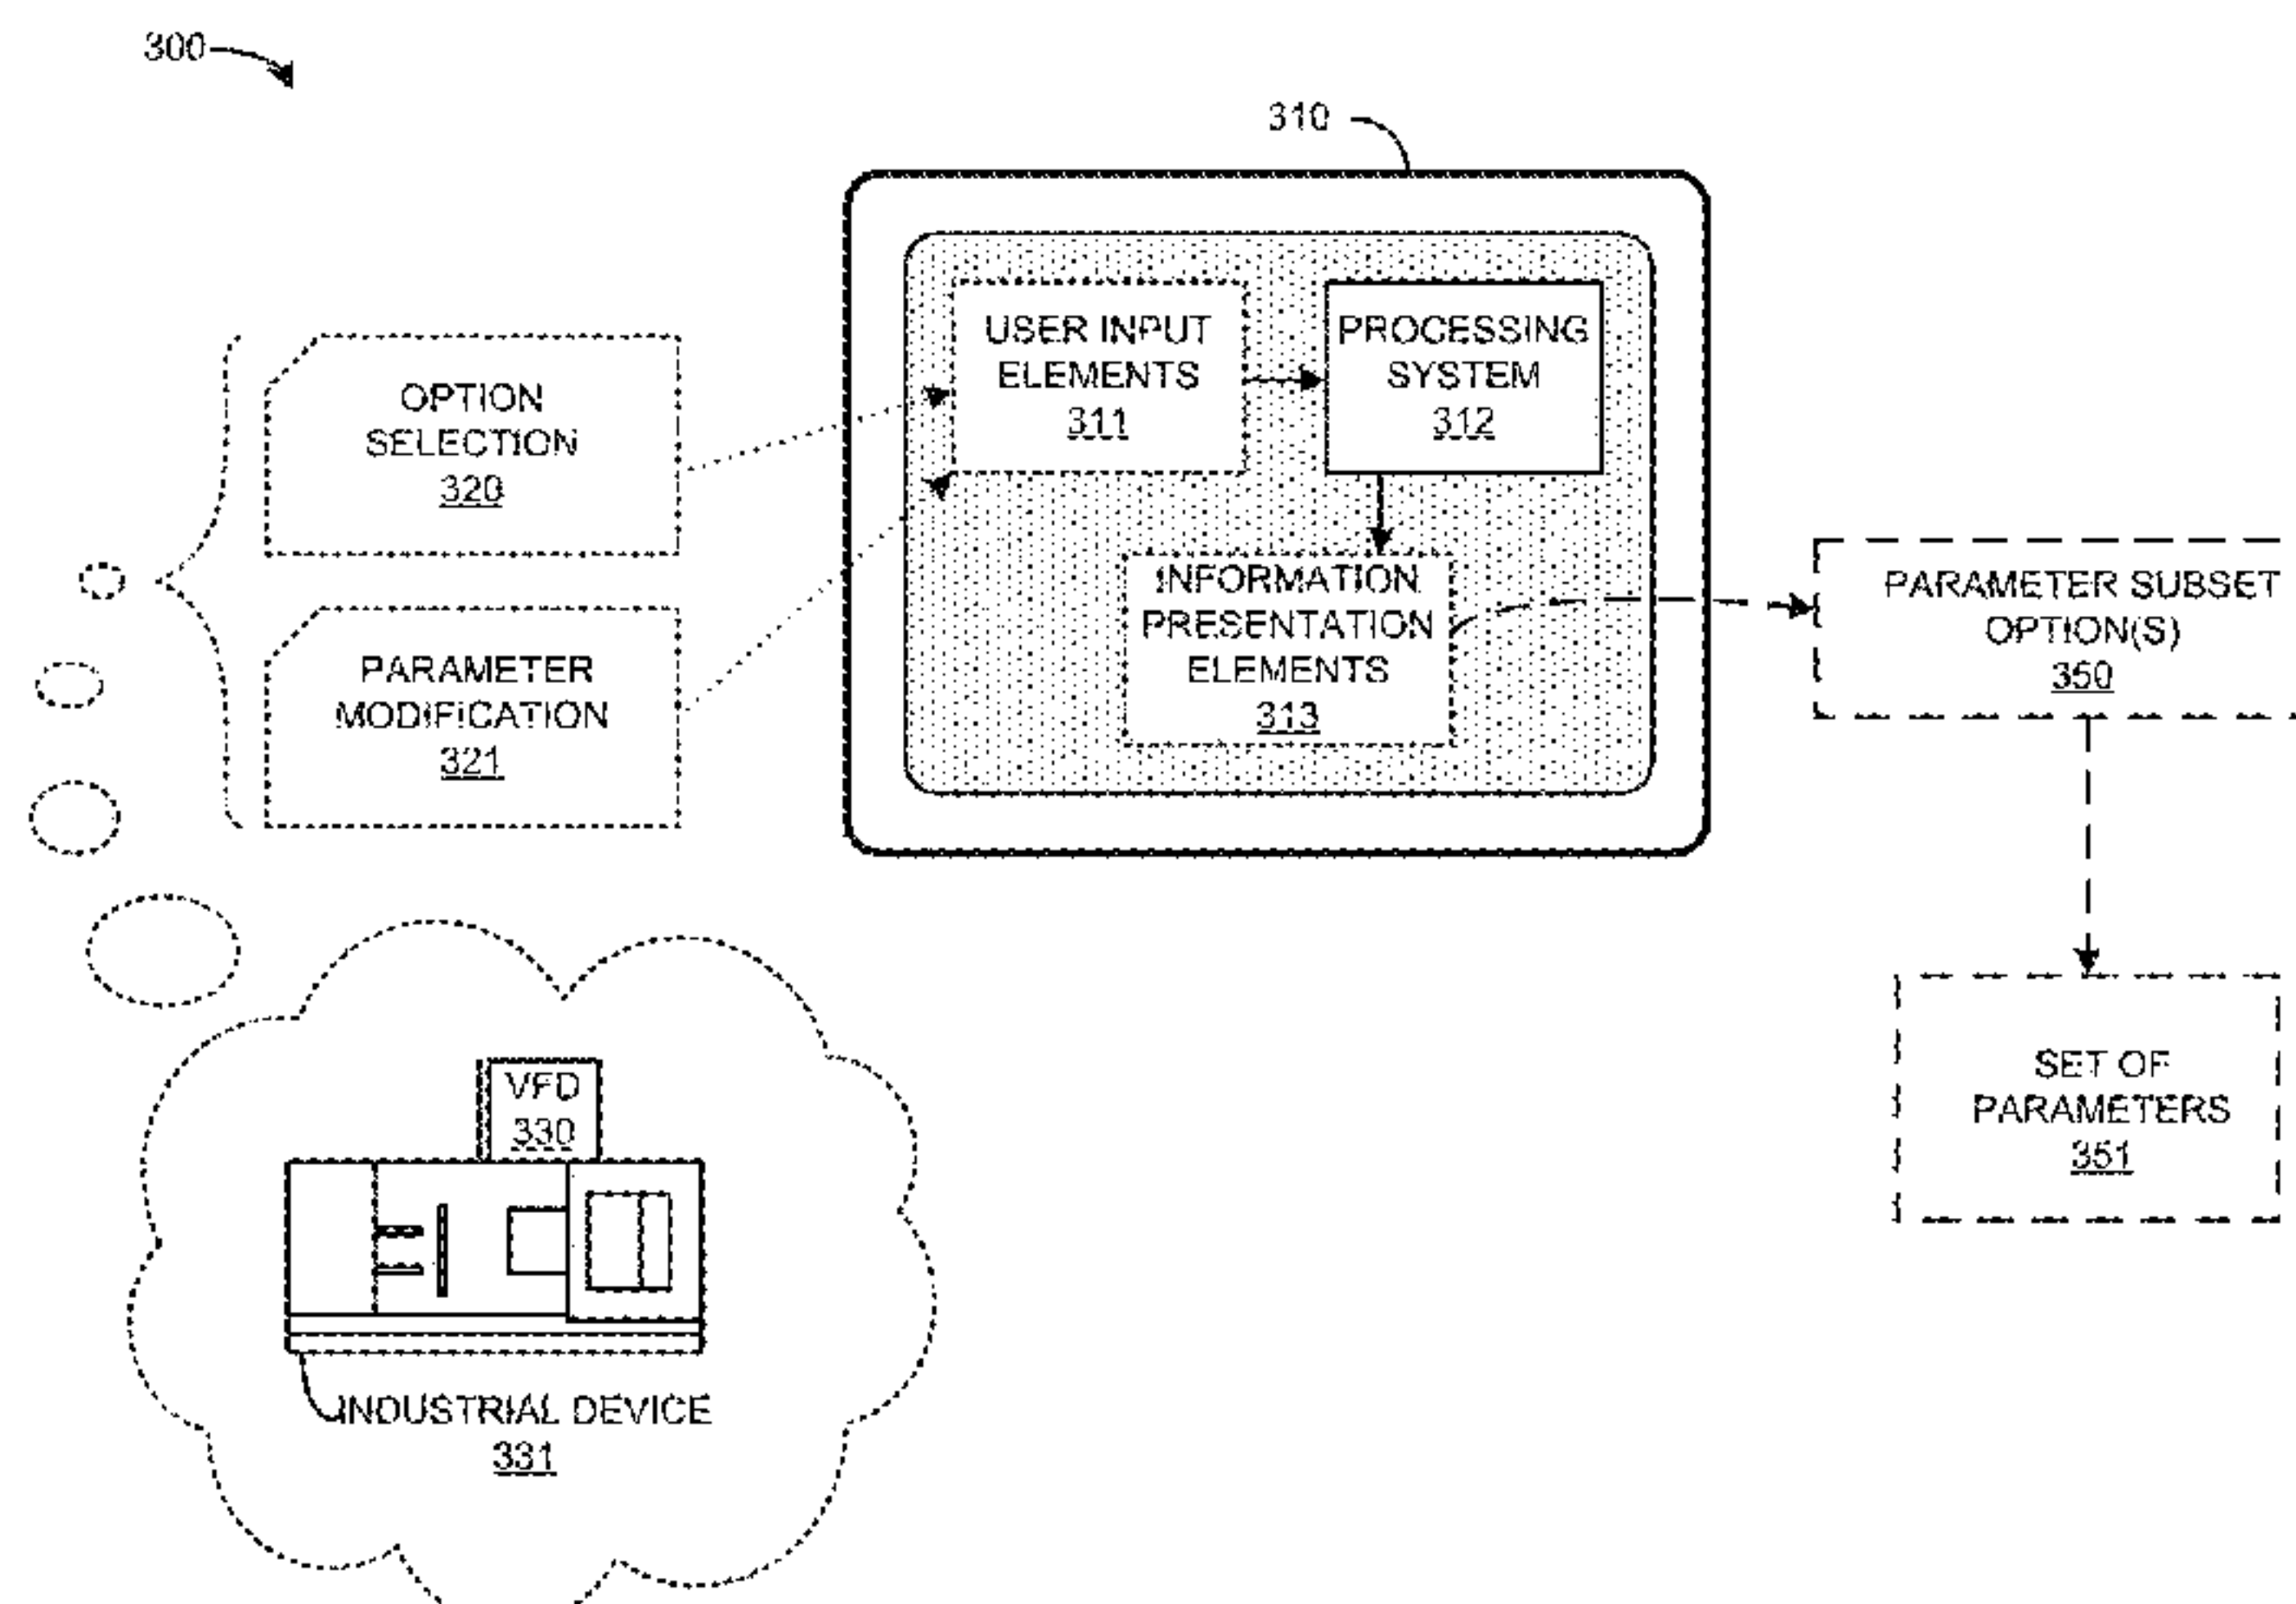 300
310
USER INPUT
ELEMENTS
311
PROCESSING
SYSTEM
312
OPTION
SELECTION
320
INFORMATION
PRESENTATION
ELEMENTS
313
PARAMETER SUBSET
OPTION(S)
350
PARAMETER
MODIFICATION
321
SET OF
PARAMETERS
351
VFD
330
INDUSTRIAL DEVICE
331